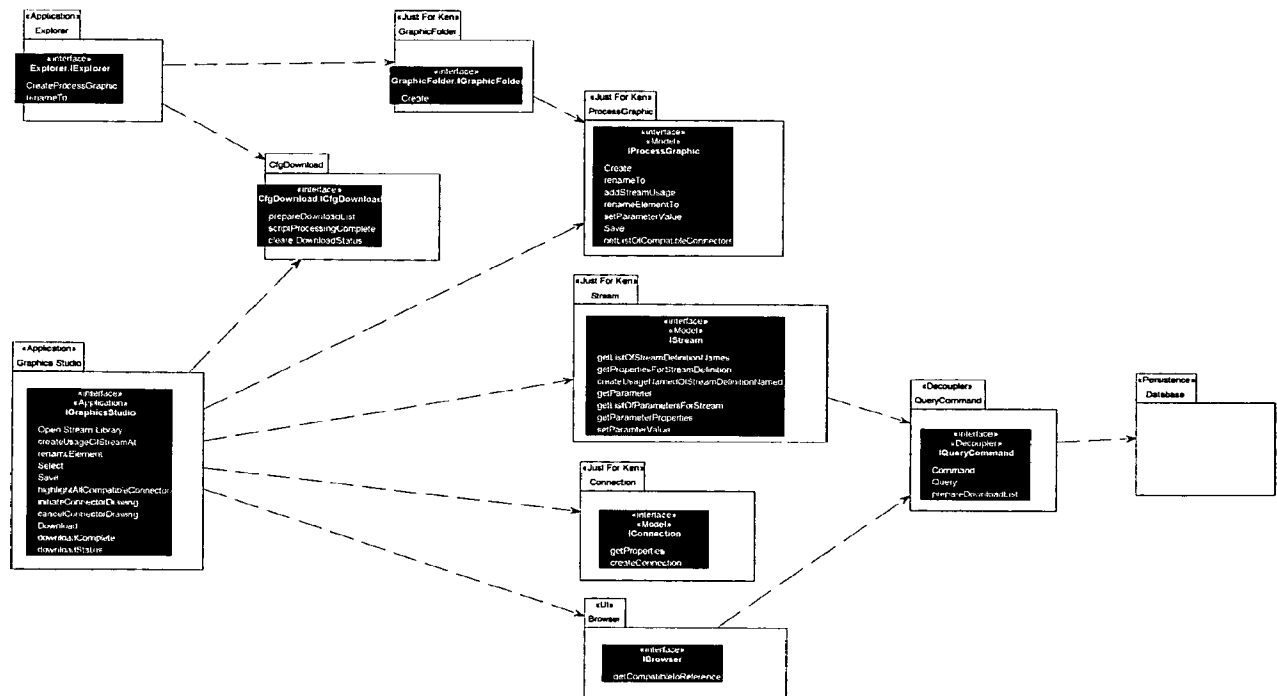 «Application»
Explorer
«interface»
Explorer.IExplorer
CreateProcessGraphic
renameTo
«Just For Ken»
GraphicFolder
«interface»
GraphicFolder.IGraphicFolder
Create
«Just For Ken»
ProcessGraphic
«interface»
«Model»
IProcessGraphic
Create
renameTo
addStreamUsage
renameElementTo
setParameterValue
Save
getListOfCompatibleConnectors
CfgDownload
«interface»
CfgDownload.ICfgDownload
prepareDownloadList
scriptProcessingComplete
DownloadStatus
«Just For Ken»
Stream
«interface»
«Model»
IStream
getListOfStreamDefinitionNames
getPropertiesForStreamDefinition
createUsageNamedOfStreamDefinitionNamed
getParameter
getListOfParametersForStream
getParameterProperties
setParamterValue
«Application»
Graphics Studio
«interface»
«Application»
IGraphicsStudio
Open Stream Library
createUsageOfStreamAt
renameElement
Select
Save
highlightAllCompatibleConnector
initiateConnectorDrawing
cancelConnectorDrawing
Download
downloadComplete
downloadStatus
«Decoupler»
QueryCommand
«interface»
«Decoupler»
IQueryCommand
Command
Query
prepareDownloadList
«Persistence»
Database
«Just For Ken»
Connection
«interface»
«Model»
IConnection
getProperties
createConnection
«UI»
Browser
«interface»
IBrowser
getCompatibleToReference